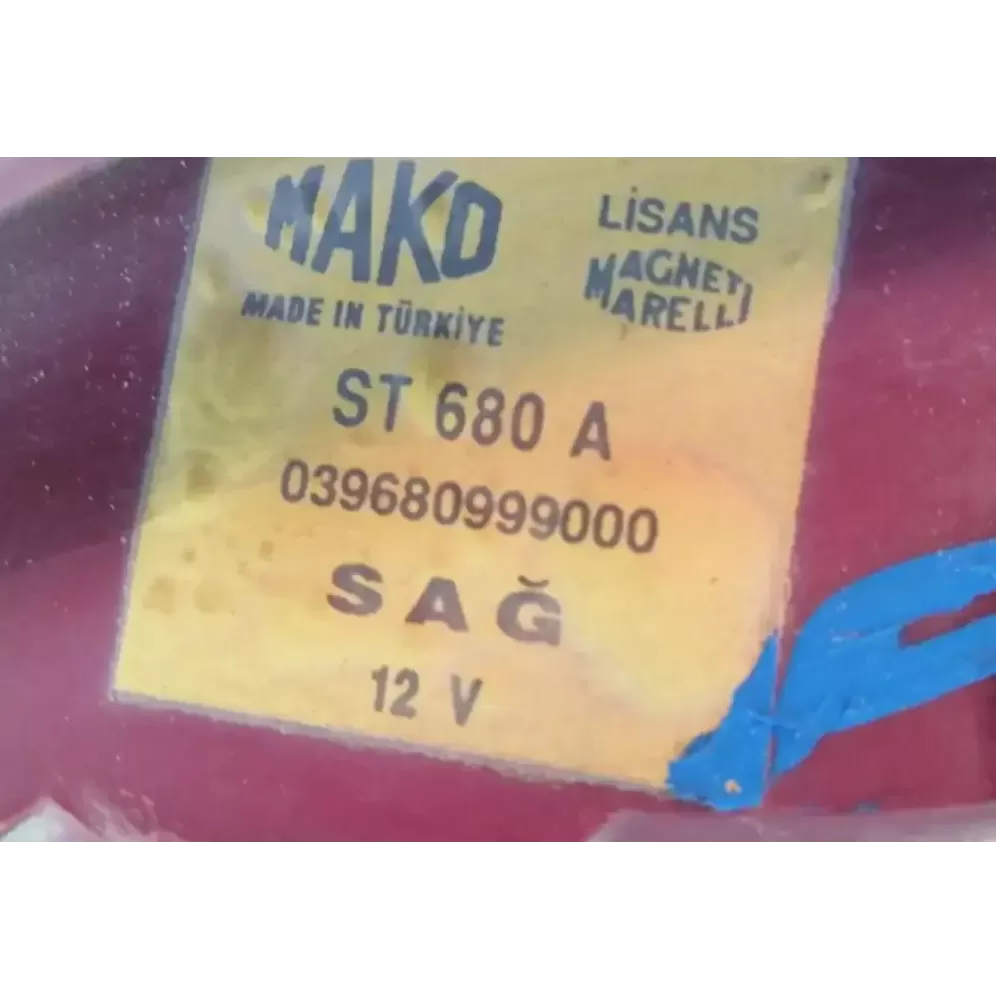 MAKO
MADE IN TÜRKİYE
LİSANS
MAGNETI
MARELLI
ST 680 A
039680999000
SAĞ
12 V